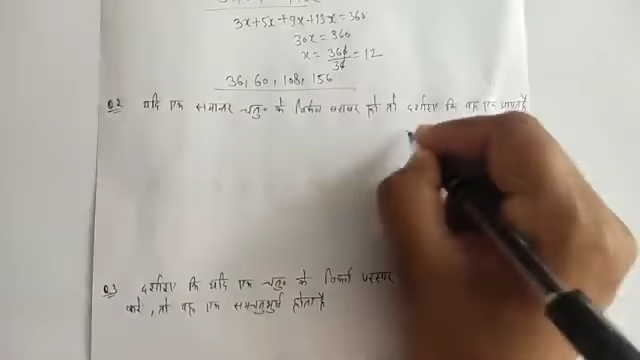 3x+5x+9x+13x=360
30x = 360
x = 360/30 = 12
36, 60, 108, 156
Q2 यदि एक समान्तर चतु० के विकर्ण बराबर हो तो दर्शाइए कि वह एक आयत है
Q3 दर्शाइए कि यदि एक चतु० के विकर्ण परस्पर
करे, तो वह एक समचतुर्भुज होता है